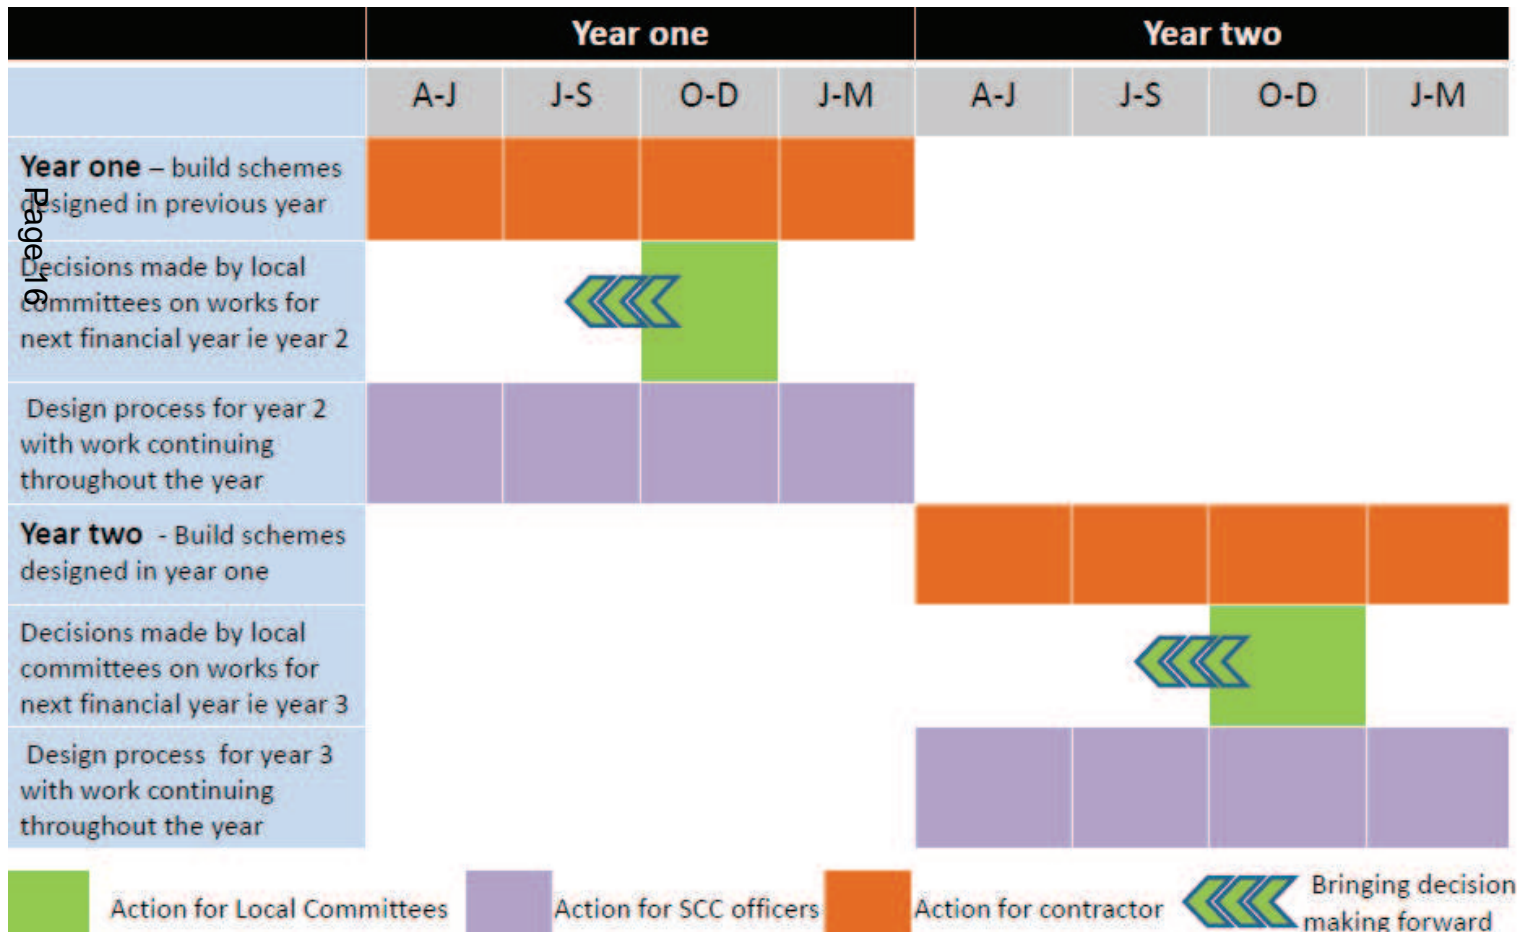 Year one Year two
A-J J-S O-D J-M A-J J-S O-D J-M
Year one – build schemes
designed in previous year
Page 16
Decisions made by local
committees on works for
next financial year ie year 2
Design process for year 2
with work continuing
throughout the year
Year two - Build schemes
designed in year one
Decisions made by local
committees on works for
next financial year ie year 3
Design process for year 3
with work continuing
throughout the year
Action for Local Committees
Action for SCC officers
Action for contractor
Bringing decision
making forward